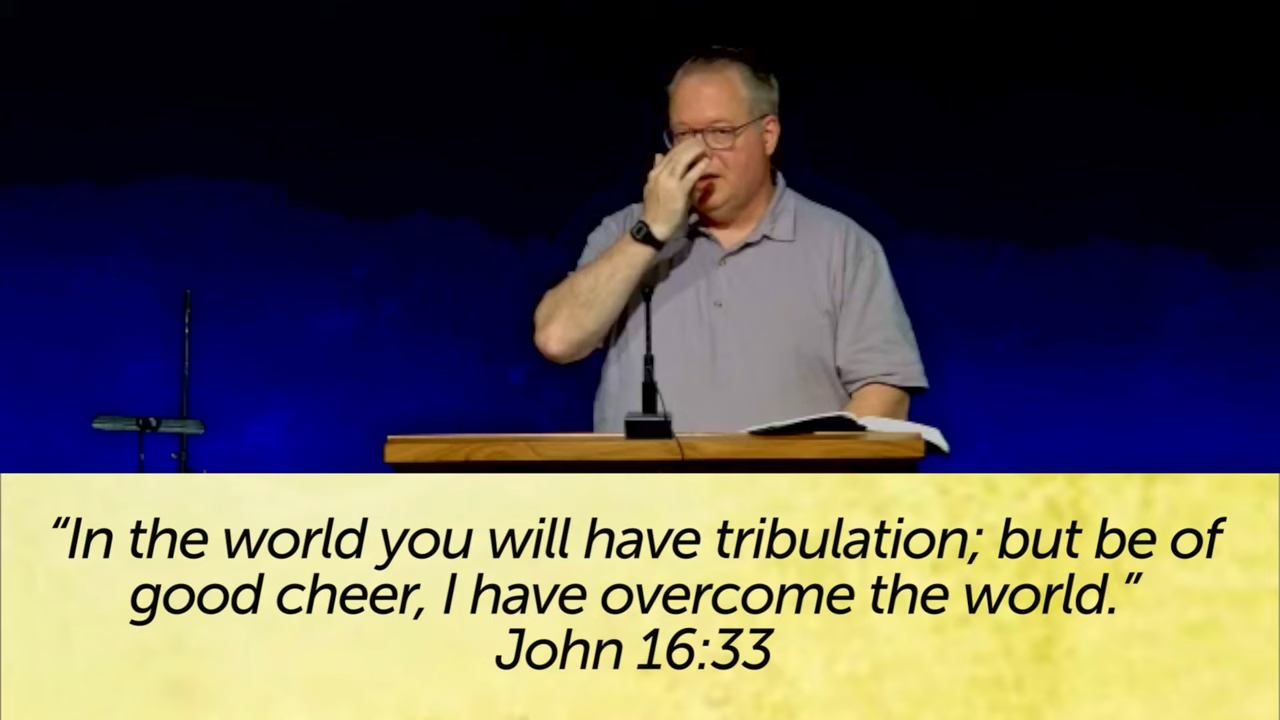 “In the world you will have tribulation; but be of
good cheer, I have overcome the world.”
John 16:33